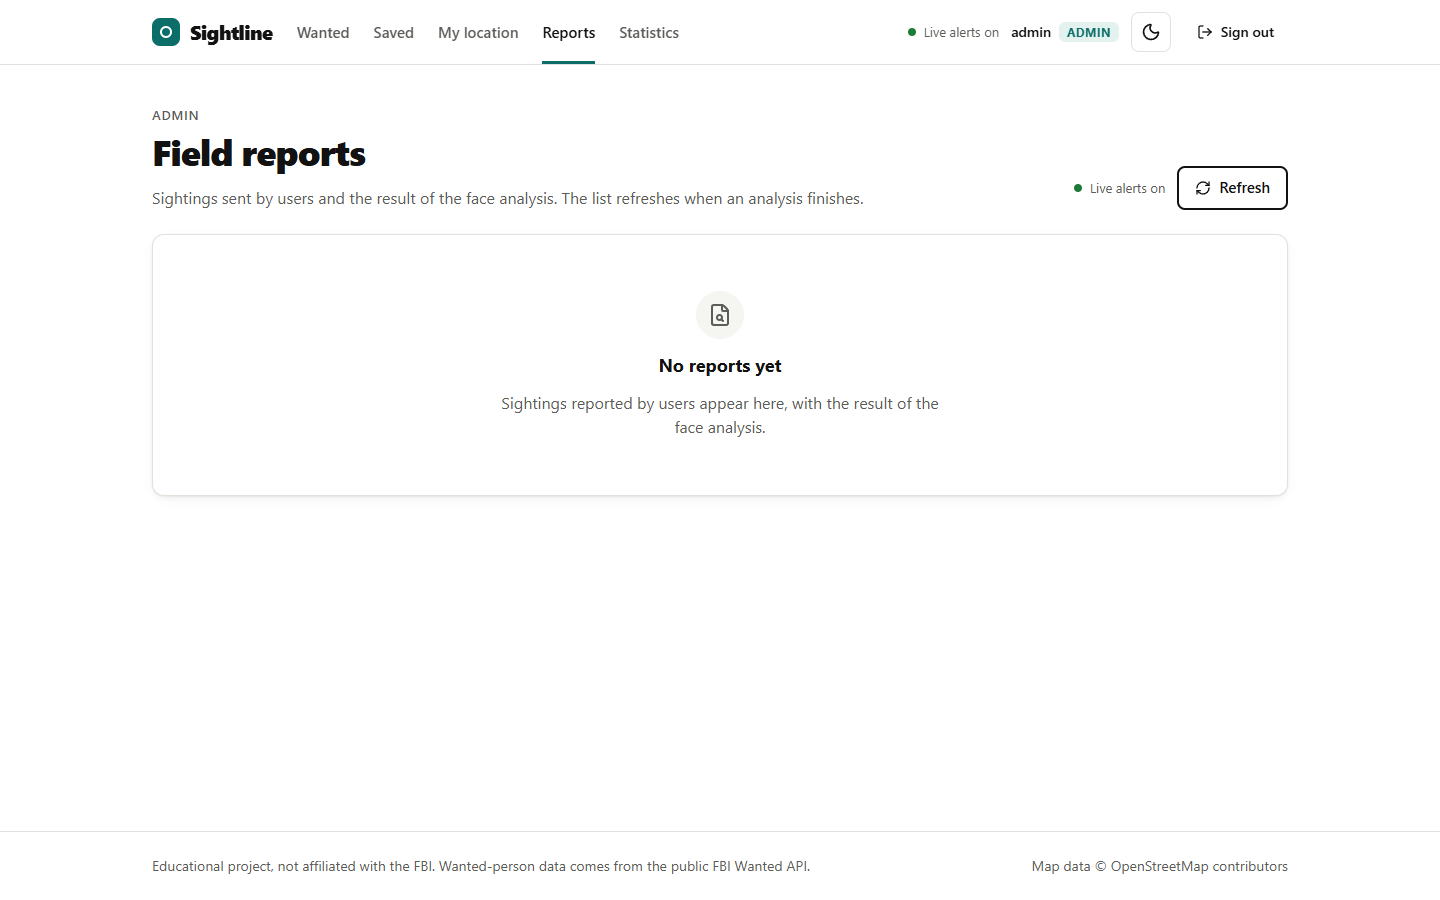 Sightline
Wanted
Saved
My location
Reports
Statistics
Live alerts on
admin
ADMIN
Sign out
ADMIN
Field reports
Sightings sent by users and the result of the face analysis. The list refreshes when an analysis finishes.
Live alerts on
Refresh
No reports yet
Sightings reported by users appear here, with the result of the
face analysis.
Educational project, not affiliated with the FBI. Wanted-person data comes from the public FBI Wanted API.
Map data © OpenStreetMap contributors